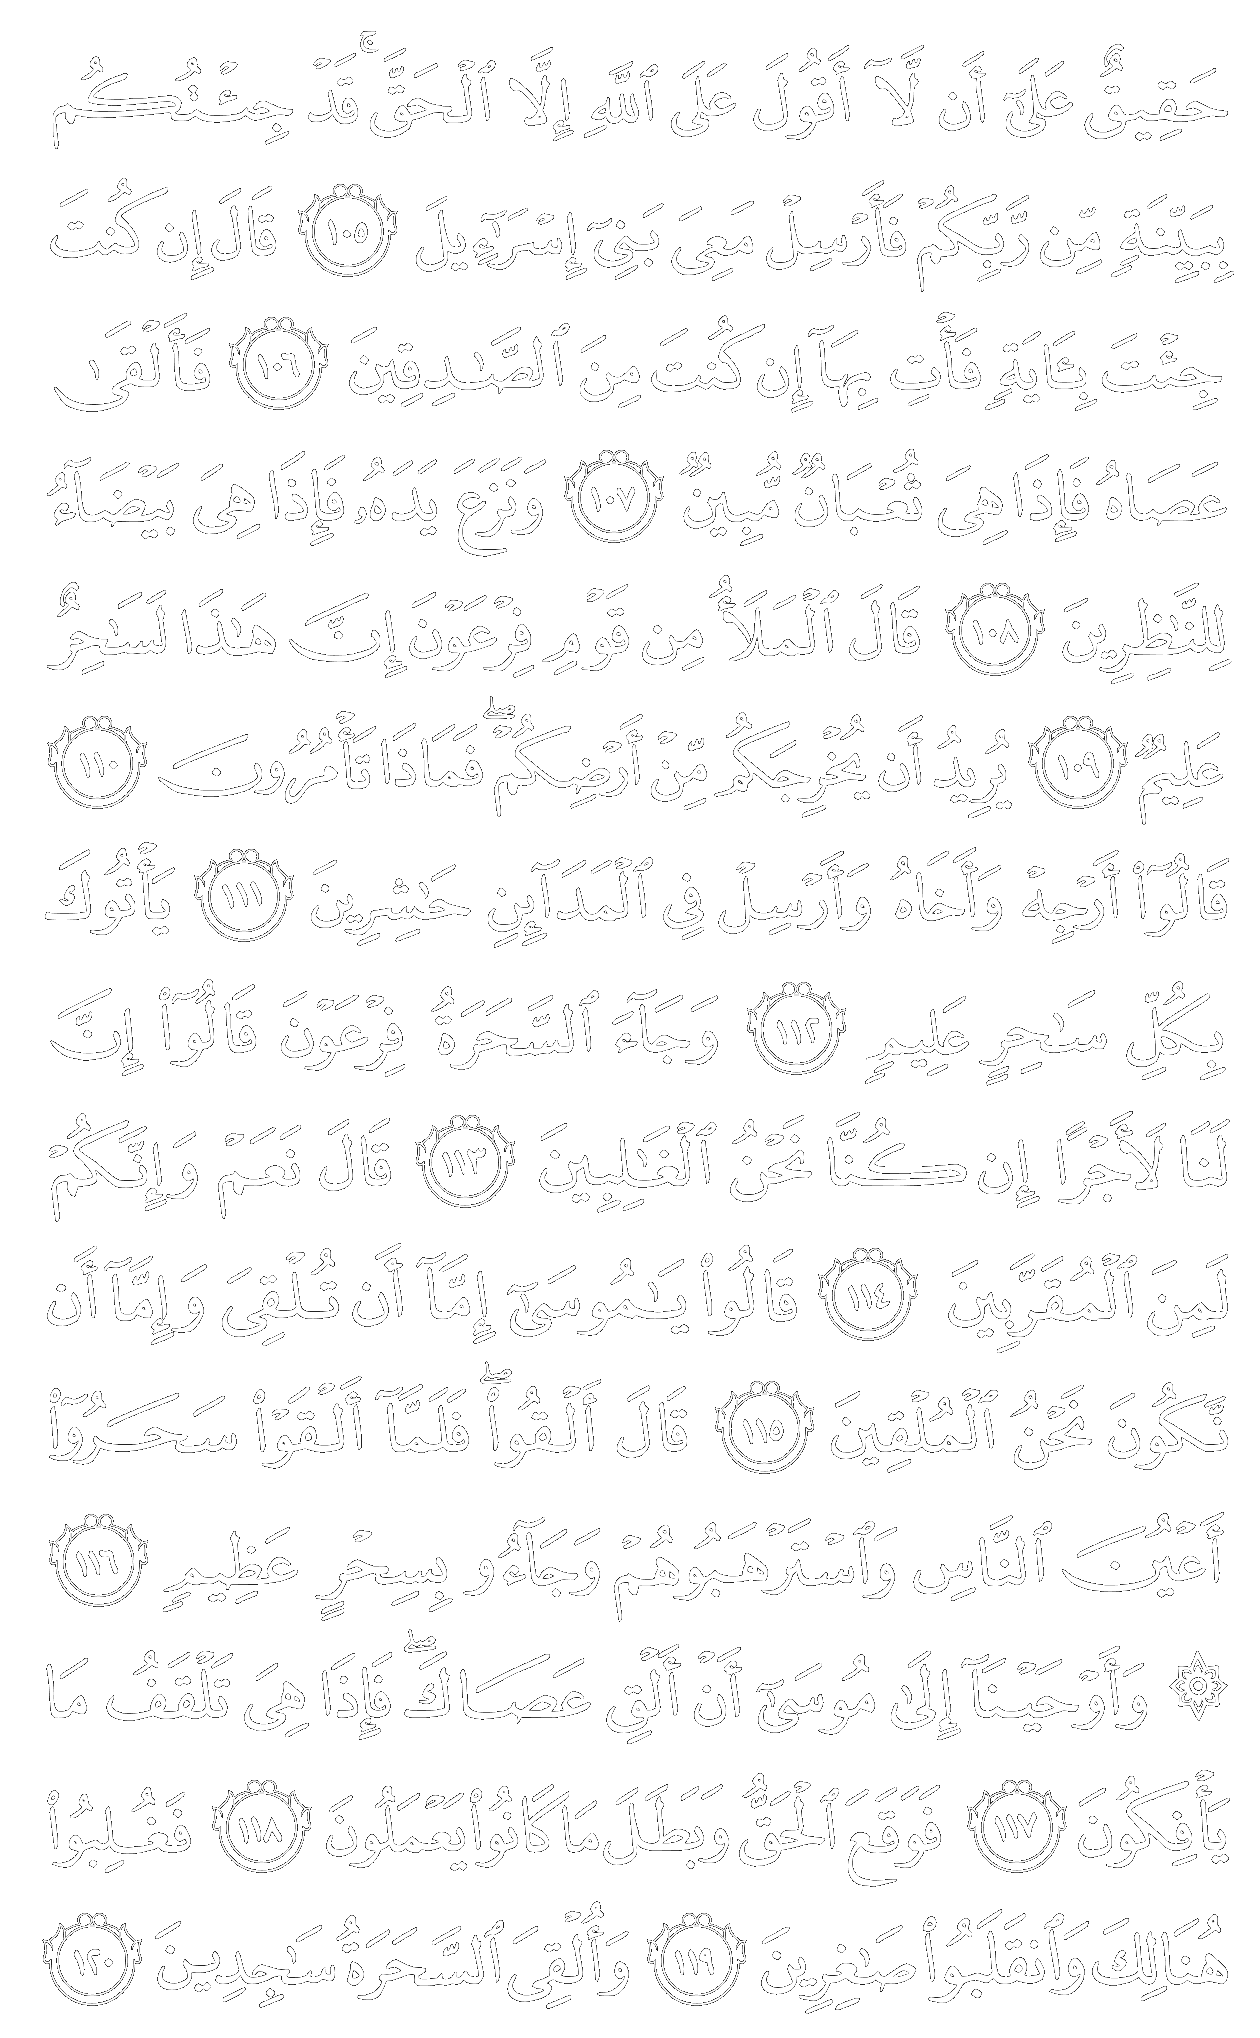 حَقِيقٌ عَلَىٰٓ أَن لَّآ أَقُولَ عَلَى ٱللَّهِ إِلَّا ٱلْحَقَّ ۚ قَدْ جِئْتُكُم
بِبَيِّنَةٍ مِّن رَّبِّكُمْ فَأَرْسِلْ مَعِىَ بَنِىٓ إِسْرَٰٓءِيلَ ١٠٥ قَالَ إِن كُنتَ
جِئْتَ بِـَٔايَةٍ فَأْتِ بِهَآ إِن كُنتَ مِنَ ٱلصَّـٰدِقِينَ ١٠٦ فَأَلْقَىٰ
عَصَاهُ فَإِذَا هِىَ ثُعْبَانٌ مُّبِينٌ ١٠٧ وَنَزَعَ يَدَهُۥ فَإِذَا هِىَ بَيْضَآءُ
لِلنَّـٰظِرِينَ ١٠٨ قَالَ ٱلْمَلَأُ مِن قَوْمِ فِرْعَوْنَ إِنَّ هَـٰذَا لَسَـٰحِرٌ
عَلِيمٌ ١٠٩ يُرِيدُ أَن يُخْرِجَكُم مِّنْ أَرْضِكُمْ ۖ فَمَاذَا تَأْمُرُونَ ١١٠
قَالُوٓا۟ أَرْجِهْ وَأَخَاهُ وَأَرْسِلْ فِى ٱلْمَدَآئِنِ حَـٰشِرِينَ ١١١ يَأْتُوكَ
بِكُلِّ سَـٰحِرٍ عَلِيمٍ ١١٢ وَجَآءَ ٱلسَّحَرَةُ فِرْعَوْنَ قَالُوٓا۟ إِنَّ
لَنَا لَأَجْرًا إِن كُنَّا نَحْنُ ٱلْغَـٰلِبِينَ ١١٣ قَالَ نَعَمْ وَإِنَّكُمْ
لَمِنَ ٱلْمُقَرَّبِينَ ١١٤ قَالُوا۟ يَـٰمُوسَىٰٓ إِمَّآ أَن تُلْقِىَ وَإِمَّآ أَن
نَّكُونَ نَحْنُ ٱلْمُلْقِينَ ١١٥ قَالَ أَلْقُوا۟ ۖ فَلَمَّآ أَلْقَوْا۟ سَحَرُوٓا۟
أَعْيُنَ ٱلنَّاسِ وَٱسْتَرْهَبُوهُمْ وَجَآءُو بِسِحْرٍ عَظِيمٍ ١١٦
۞ وَأَوْحَيْنَآ إِلَىٰ مُوسَىٰٓ أَنْ أَلْقِ عَصَاكَ ۖ فَإِذَا هِىَ تَلْقَفُ مَا
يَأْفِكُونَ ١١٧ فَوَقَعَ ٱلْحَقُّ وَبَطَلَ مَا كَانُوا۟ يَعْمَلُونَ ١١٨ فَغُلِبُوا۟
هُنَالِكَ وَٱنقَلَبُوا۟ صَـٰغِرِينَ ١١٩ وَأُلْقِىَ ٱلسَّحَرَةُ سَـٰجِدِينَ ١٢٠